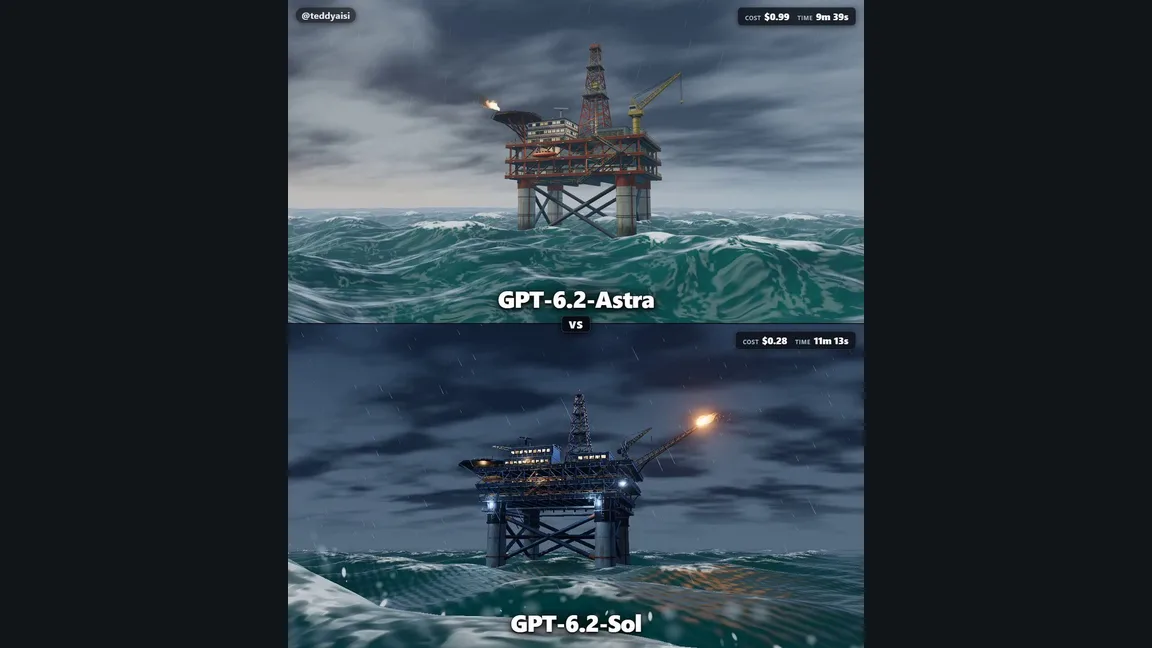 @teddyaisi
COST $0.99 TIME 9m 39s
GPT-6.2-Astra
VS
COST $0.28 TIME 11m 13s
GPT-6.2-Sol